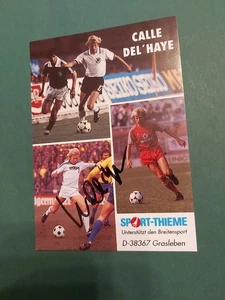 CALLE
DEL'HAYE
SPORT-THIEME
Unterstützt den Breitensport
D-38367 Grasleben